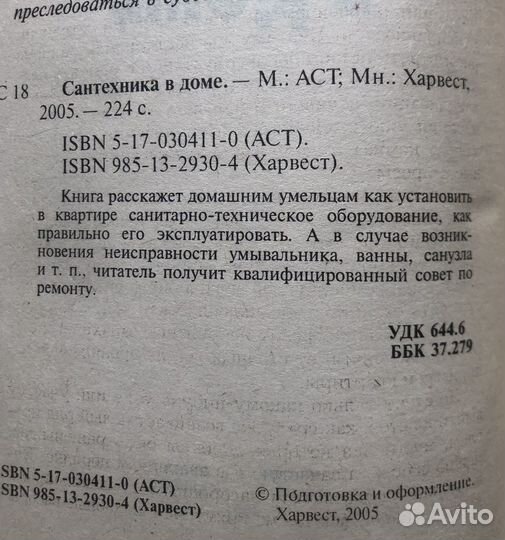 преследоваться в суде
С 18
Сантехника в доме. — М.: АСТ; Мн.: Харвест,
2005. — 224 с.
ISBN 5-17-030411-0 (АСТ).
ISBN 985-13-2930-4 (Харвест).
Книга расскажет домашним умельцам как установить
в квартире санитарно-техническое оборудование, как
правильно его эксплуатировать. А в случае возник-
новения неисправности умывальника, ванны, санузла
и т. п., читатель получит квалифицированный совет по
ремонту.
УДК 644.6
ББК 37.279
SBN 5-17-030411-0 (АСТ)
SBN 985-13-2930-4 (Харвест)
© Подготовка и оформление.
Харвест, 2005
Avito